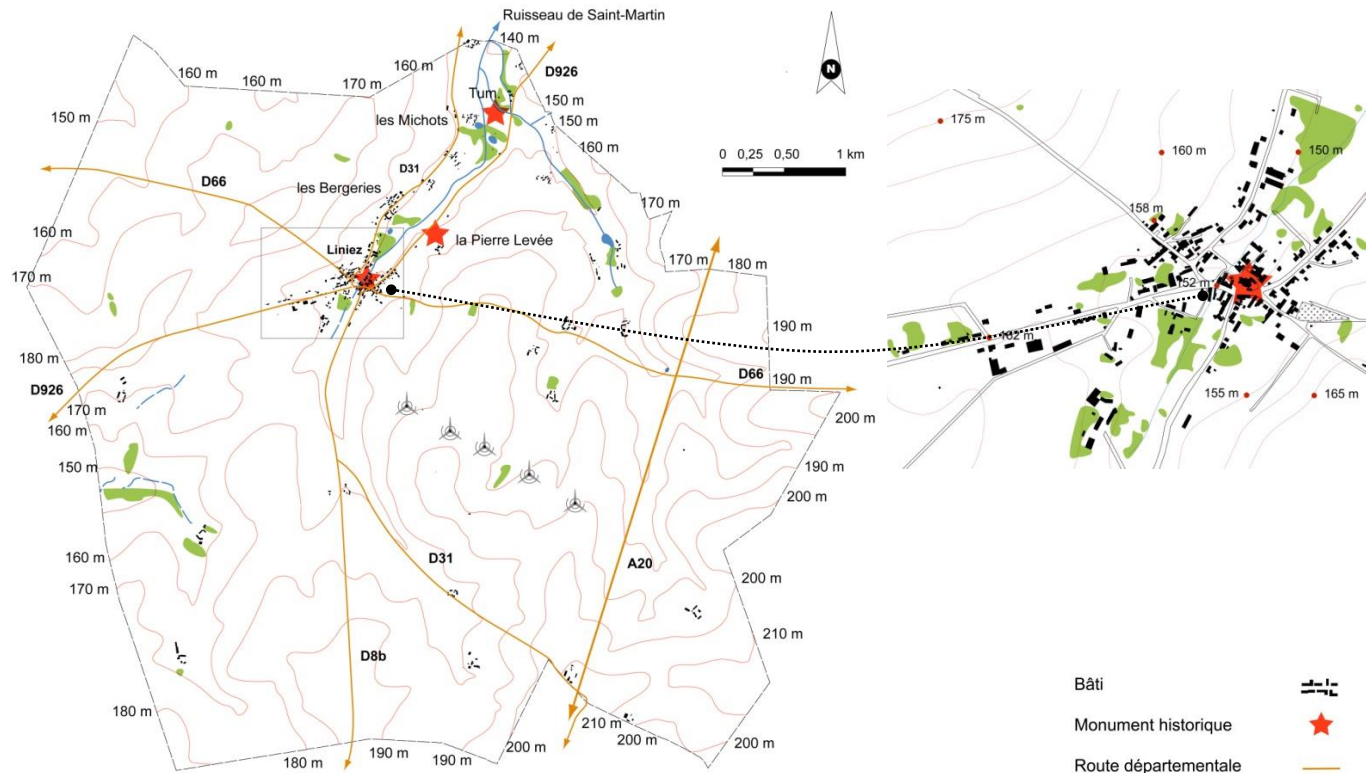 Ruisseau de Saint-Martin
140 m
160 m
D926
160 m
160 m
170 m
Tum.
150 m
150 m
150 m
les Michots
160 m
175 m
160 m
150 m
N
0 0,25 0,50 1 km
D66
D31
les Bergeries
170 m
158 m
160 m
Liniez
la Pierre Levée
170 m
170 m
180 m
152 m
190 m
162 m
180 m
D66
190 m
D926
170 m
200 m
155 m
165 m
160 m
150 m
190 m
200 m
160 m
D31
A20
200 m
170 m
210 m
D8b
180 m
210 m
180 m
190 m
190 m
200 m
200 m
200 m
Bâti
Monument historique
Route départementale